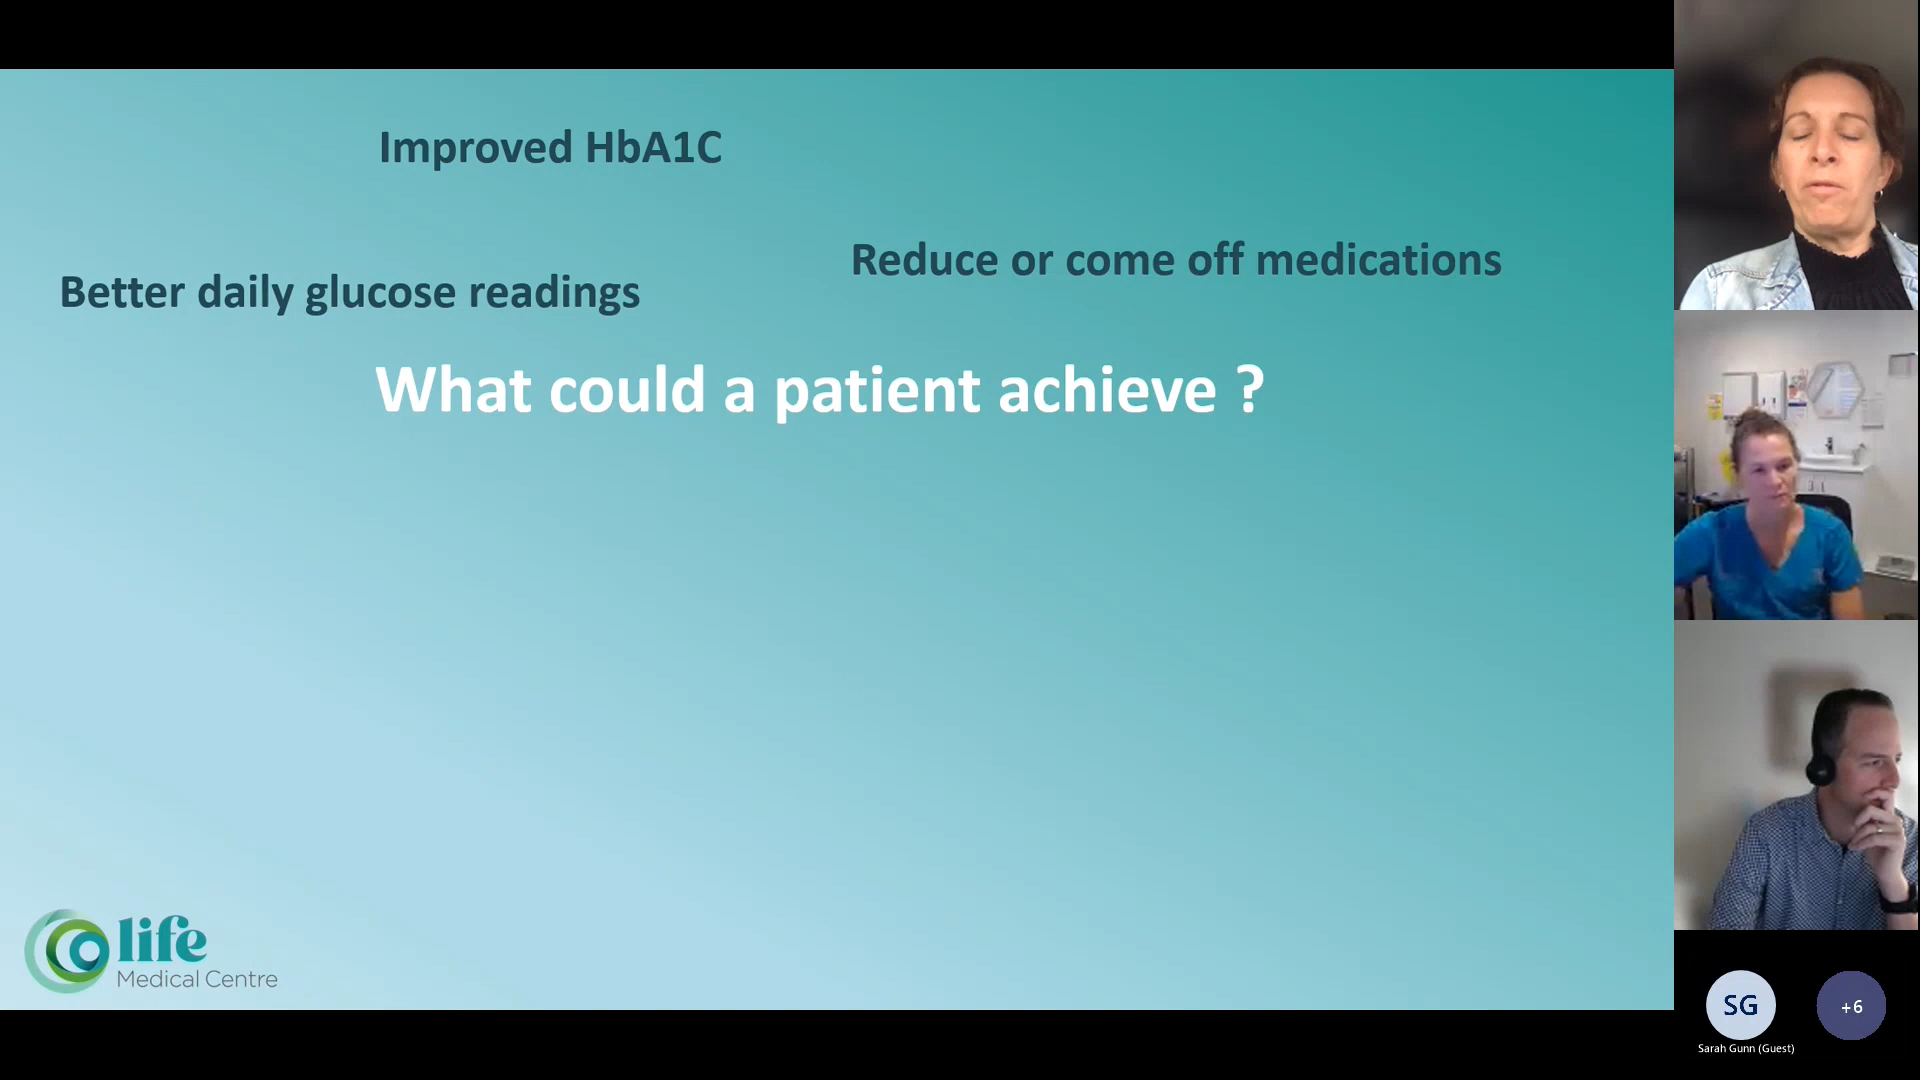 Improved HbA1C
Reduce or come off medications
Better daily glucose readings
What could a patient achieve ?
life
Medical Centre
SG
+6
Sarah Gunn (Guest)